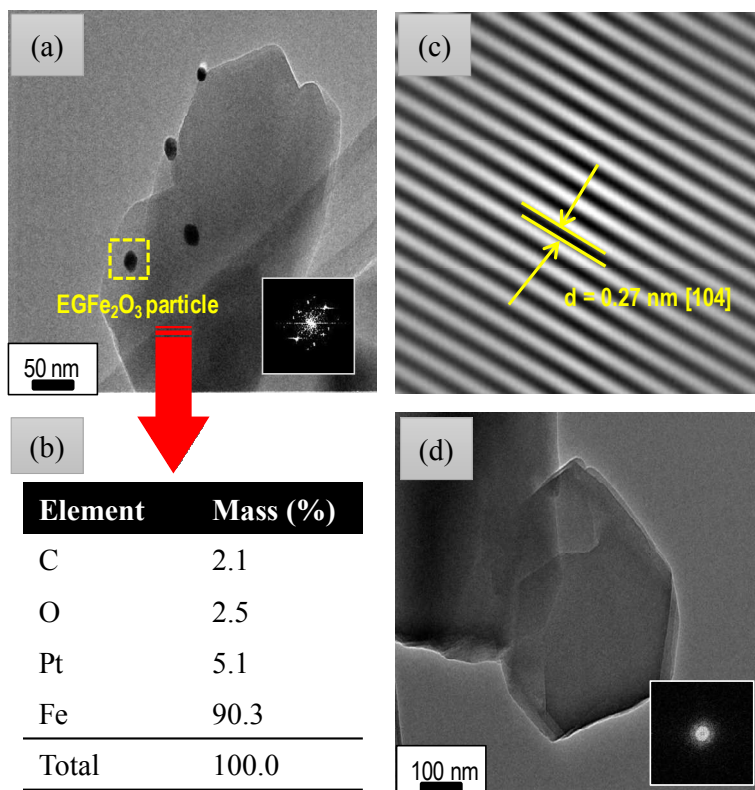 (a)
EGFe₂O₃ particle
50 nm
(b)
Element Mass (%)
C 2.1
O 2.5
Pt 5.1
Fe 90.3
Total 100.0
(c)
d = 0.27 nm [104]
(d)
100 nm